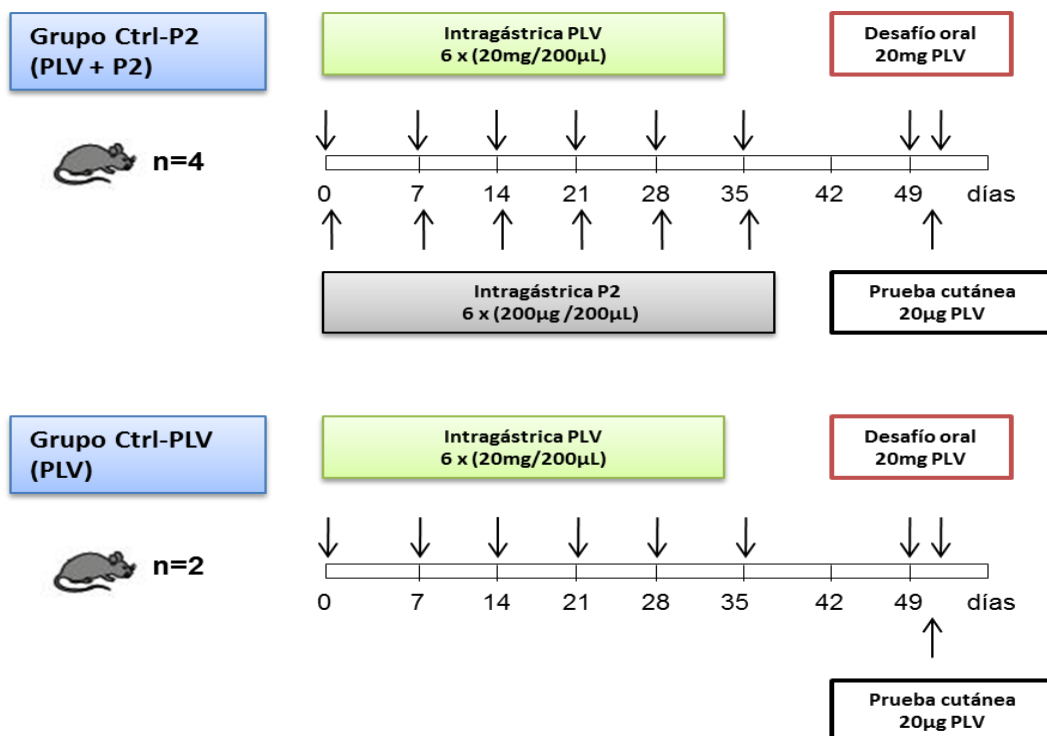 Grupo Ctrl-P2
(PLV + P2)
Intragástrica PLV
6 x (20mg/200µL)
Desafío oral
20mg PLV
n=4
0 7 14 21 28 35 42 49 días
Intragástrica P2
6 x (200µg /200µL)
Prueba cutánea
20µg PLV
Grupo Ctrl-PLV
(PLV)
Intragástrica PLV
6 x (20mg/200µL)
Desafío oral
20mg PLV
n=2
0 7 14 21 28 35 42 49 días
Prueba cutánea
20µg PLV